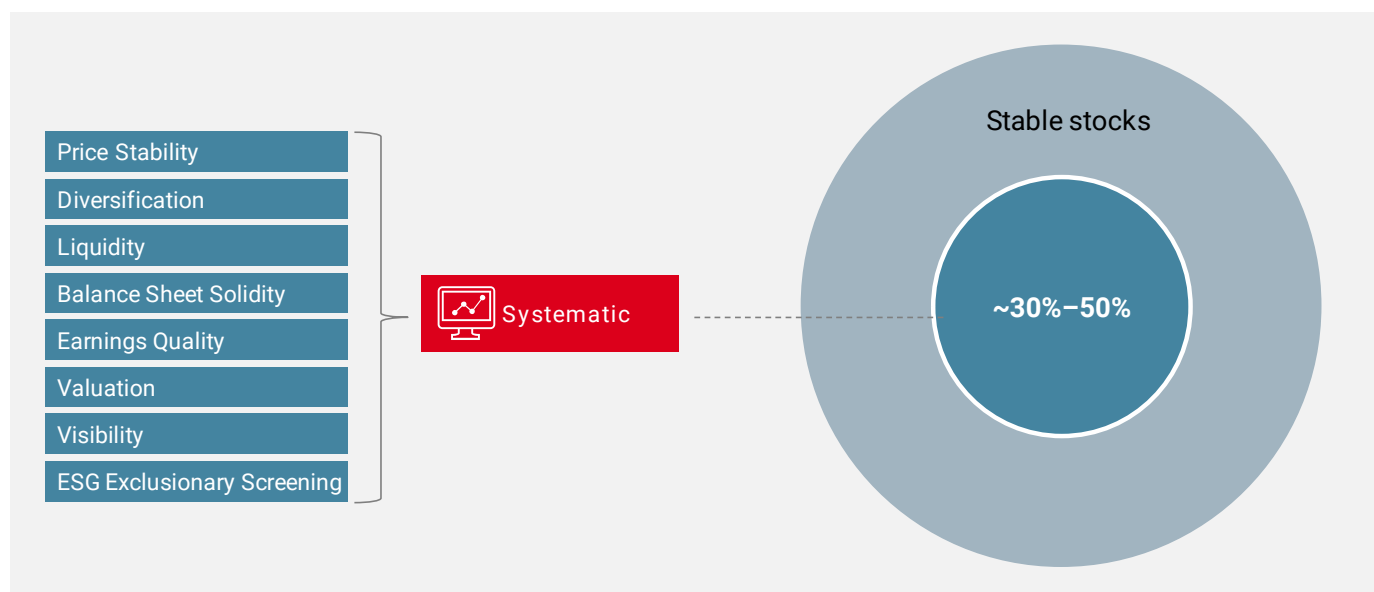 Price Stability
Diversification
Liquidity
Balance Sheet Solidity
Earnings Quality
Valuation
Visibility
ESG Exclusionary Screening
Systematic
Stable stocks
~30%–50%